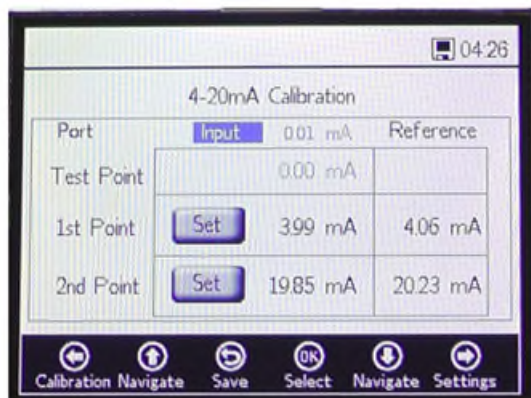 04:26
4-20mA Calibration
Port Input 0.01 mA Reference
Test Point 0.00 mA
1st Point Set 3.99 mA 4.06 mA
2nd Point Set 19.85 mA 20.23 mA
OK
Calibration Navigate Save Select Navigate Settings